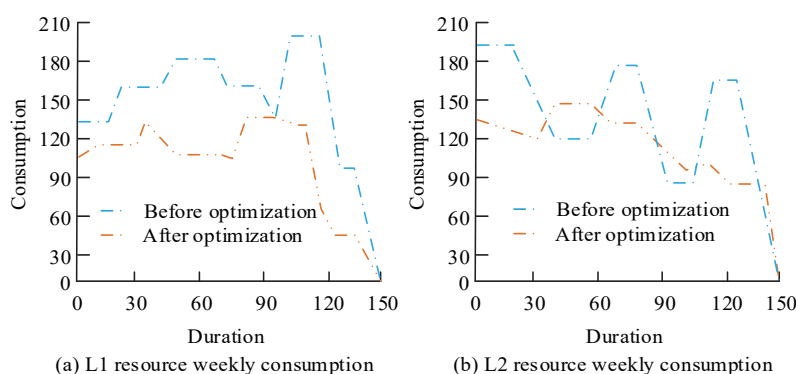 210
180
150
120
90
60
30
0
Consumption
Before optimization
After optimization
0 30 60 90 120 150
Duration
(a) L1 resource weekly consumption
210
180
150
120
90
60
30
0
Consumption
Before optimization
After optimization
0 30 60 90 120 150
Duration
(b) L2 resource weekly consumption